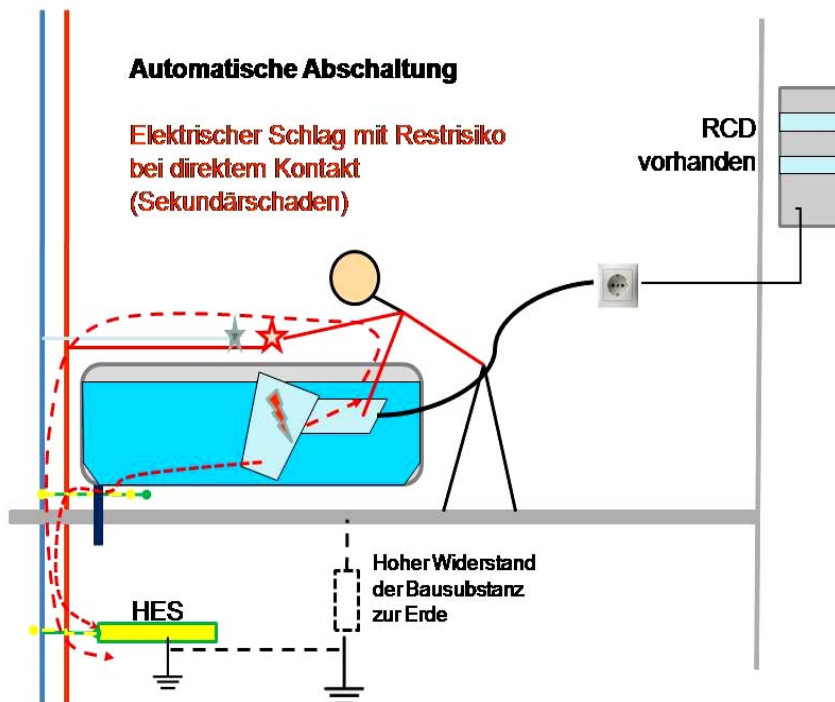 Automatische Abschaltung
Elektrischer Schlag mit Restrisiko
bei direktem Kontakt
(Sekundärschaden)
RCD
vorhanden
Hoher Widerstand
der Bausubstanz
zur Erde
HES